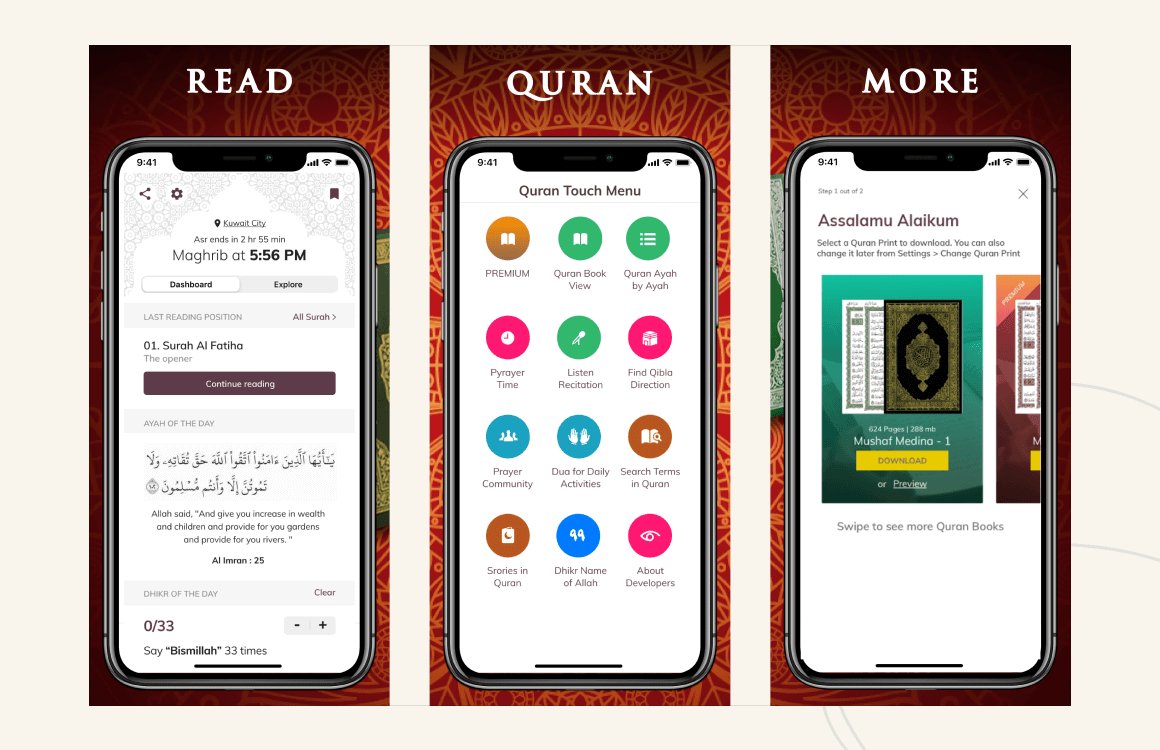 READ
9:41
Kuwait City
Asr ends in 2 hr 55 min
Maghrib at 5:56 PM
Dashboard
Explore
LAST READING POSITION
All Surah >
01. Surah Al Fatiha
The opener
Continue reading
AYAH OF THE DAY
يَـٰٓأَيُّهَا ٱلَّذِينَ ءَامَنُوا۟ ٱتَّقُوا۟ ٱللَّهَ حَقَّ تُقَاتِهِۦ وَلَا
تَمُوتُنَّ إِلَّا وَأَنتُم مُّسْلِمُونَ ١٠٢
Allah said, "And give you increase in wealth
and children and provide for you gardens
and provide for you rivers. "
Al Imran : 25
DHIKR OF THE DAY
Clear
0/33
-
+
Say “Bismillah” 33 times
QURAN
9:41
Quran Touch Menu
PREMIUM
Quran Book
View
Quran Ayah
by Ayah
Pyrayer
Time
Listen
Recitation
Find Qibla
Direction
Prayer
Community
Dua for Daily
Activities
Search Terms
in Quran
Srories in
Quran
٩٩
Dhikr Name
of Allah
About
Developers
MORE
9:41
Step 1 out of 2
Assalamu Alaikum
Select a Quran Print to download. You can also
change it later from Settings > Change Quran Print
PREMIUM
624 Pages | 288 mb
Mushaf Medina - 1
M
DOWNLOAD
or Preview
Swipe to see more Quran Books